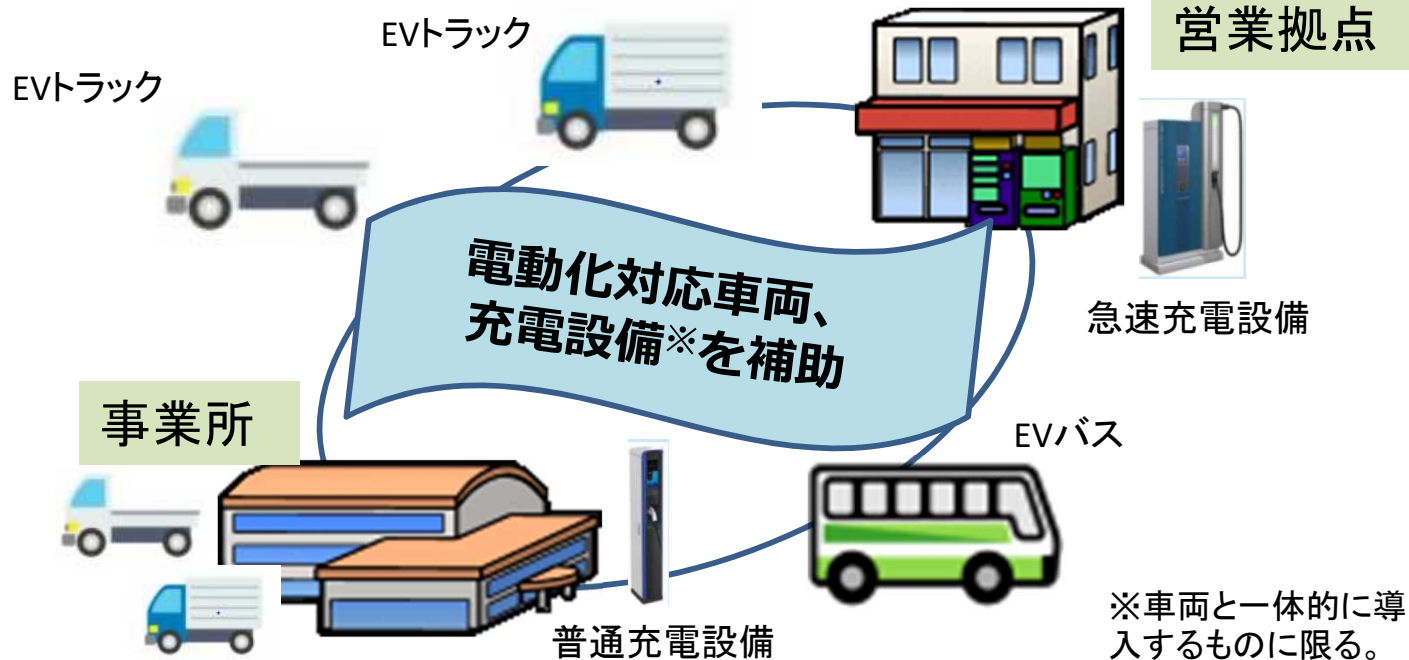 EVトラック
EVトラック
営業拠点
急速充電設備
電動化対応車両、
充電設備※を補助
事業所
EVバス
普通充電設備
※車両と一体的に導
入するものに限る。